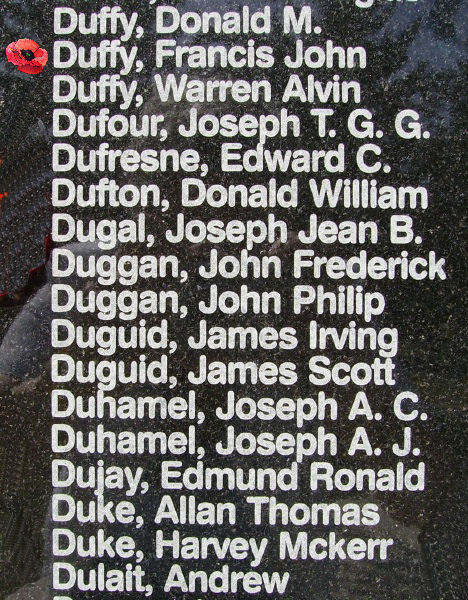 Duffy, Donald M.
Duffy, Francis John
Duffy, Warren Alvin
Dufour, Joseph T. G. G.
Dufresne, Edward C.
Dufton, Donald William
Dugal, Joseph Jean B.
Duggan, John Frederick
Duggan, John Philip
Duguid, James Irving
Duguid, James Scott
Duhamel, Joseph A. C.
Duhamel, Joseph A. J.
Dujay, Edmund Ronald
Duke, Allan Thomas
Duke, Harvey Mckerr
Dulait, Andrew